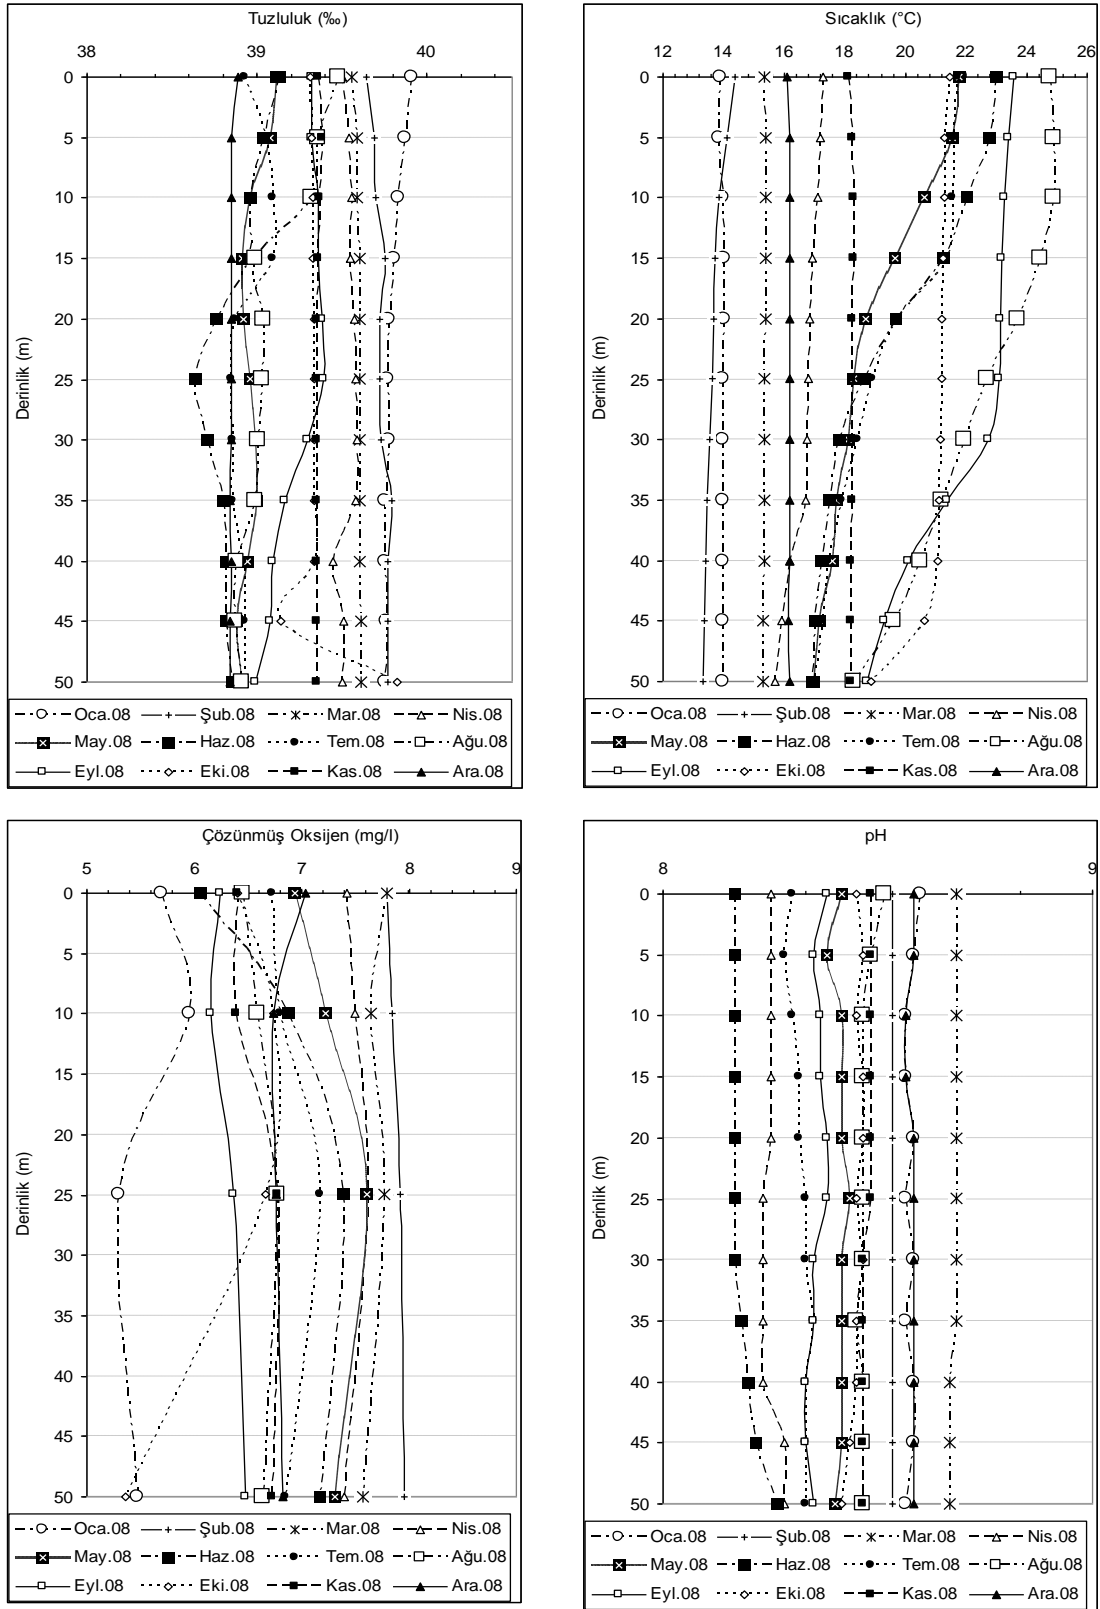 Tuzluluk (‰)
38 39 40
Derinlik (m)
0
5
10
15
20
25
30
35
40
45
50
Oca.08 Şub.08 Mar.08 Nis.08
May.08 Haz.08 Tem.08 Ağu.08
Eyl.08 Eki.08 Kas.08 Ara.08
Sıcaklık (°C)
12 14 16 18 20 22 24 26
Derinlik (m)
0
5
10
15
20
25
30
35
40
45
50
Oca.08 Şub.08 Mar.08 Nis.08
May.08 Haz.08 Tem.08 Ağu.08
Eyl.08 Eki.08 Kas.08 Ara.08
Çözünmüş Oksijen (mg/l)
5 6 7 8 9
Derinlik (m)
0
5
10
15
20
25
30
35
40
45
50
Oca.08 Şub.08 Mar.08 Nis.08
May.08 Haz.08 Tem.08 Ağu.08
Eyl.08 Eki.08 Kas.08 Ara.08
pH
8 9
Derinlik (m)
0
5
10
15
20
25
30
35
40
45
50
Oca.08 Şub.08 Mar.08 Nis.08
May.08 Haz.08 Tem.08 Ağu.08
Eyl.08 Eki.08 Kas.08 Ara.08